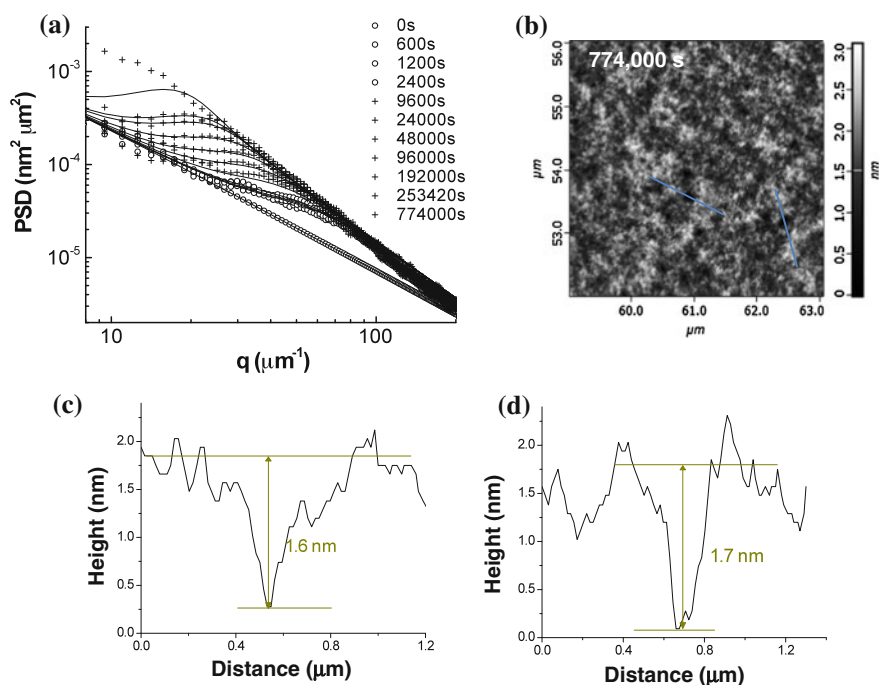 (a)
PSD (nm² μm²)
10⁻³
10⁻⁴
10⁻⁵
10
100
q (μm⁻¹)
0s
600s
1200s
2400s
9600s
24000s
48000s
96000s
192000s
253420s
774000s
(b)
774,000 s
56.0
55.0
54.0
53.0
μm
60.0
61.0
62.0
63.0
μm
3.0
2.5
2.0
1.5
1.0
0.5
0
nm
(c)
Height (nm)
2.0
1.5
1.0
0.5
0.0
1.6 nm
0.0
0.4
0.8
1.2
Distance (μm)
(d)
Height (nm)
2.0
1.5
1.0
0.5
0.0
1.7 nm
0.0
0.4
0.8
1.2
Distance (μm)